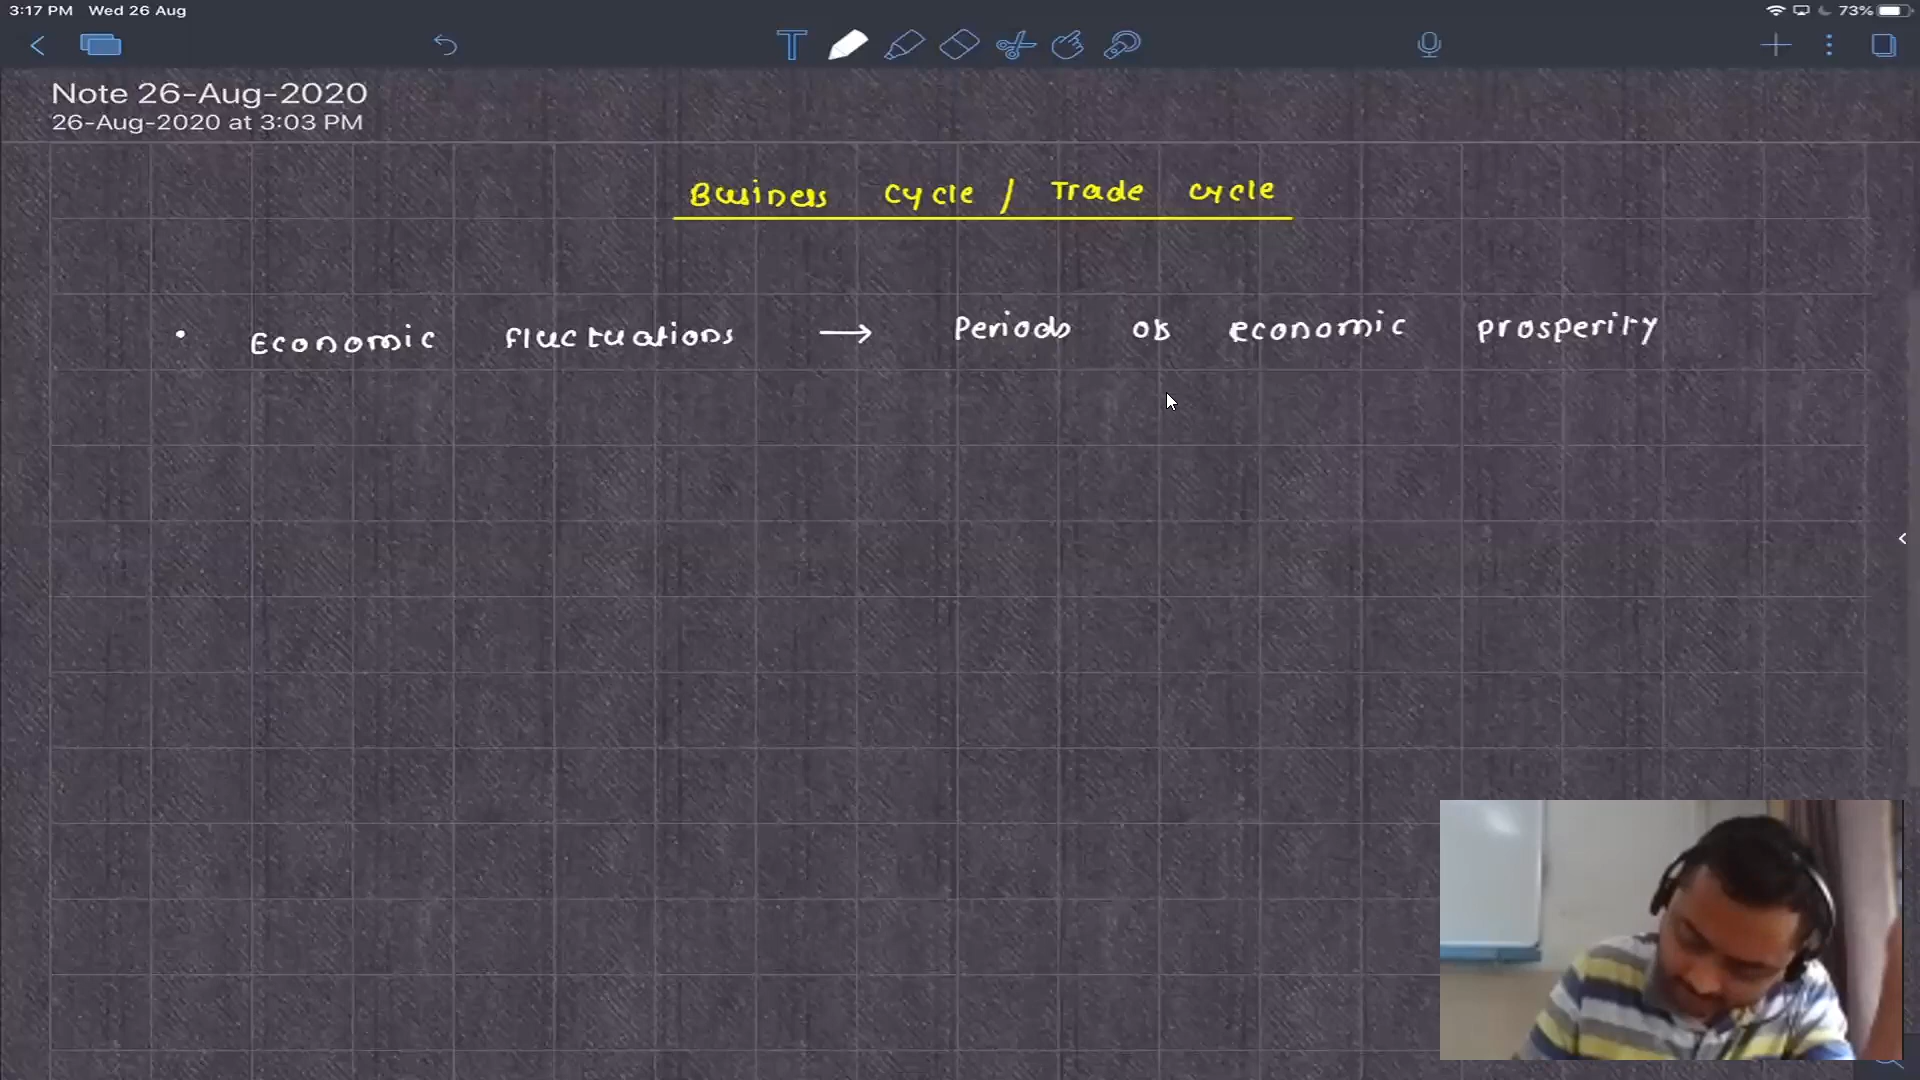 3:17 PM Wed 26 Aug
73%
Note 26-Aug-2020
26-Aug-2020 at 3:03 PM
Business cycle / Trade cycle
• Economic fluctuations → Periods of economic prosperity